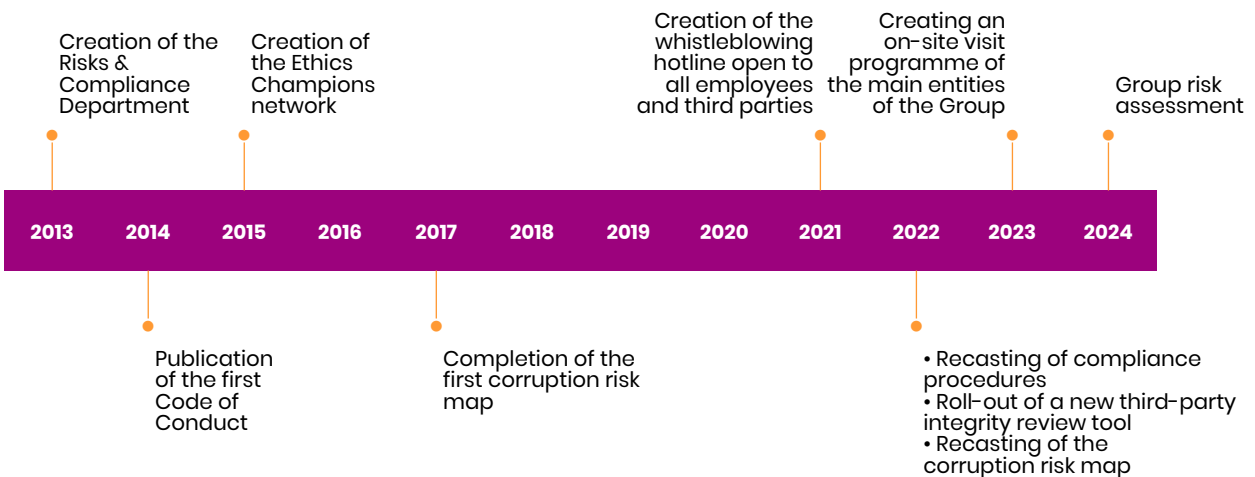 Creation of the
Risks &
Compliance
Department
Creation of
the Ethics
Champions
network
Creation of the
whistleblowing
hotline open to
all employees
and third parties
Creating an
on-site visit
programme of
the main entities
of the Group
Group risk
assessment
2013 2014 2015 2016 2017 2018 2019 2020 2021 2022 2023 2024
Publication
of the first
Code of
Conduct
Completion of the
first corruption risk
map
• Recasting of compliance
procedures
• Roll-out of a new third-party
integrity review tool
• Recasting of the
corruption risk map